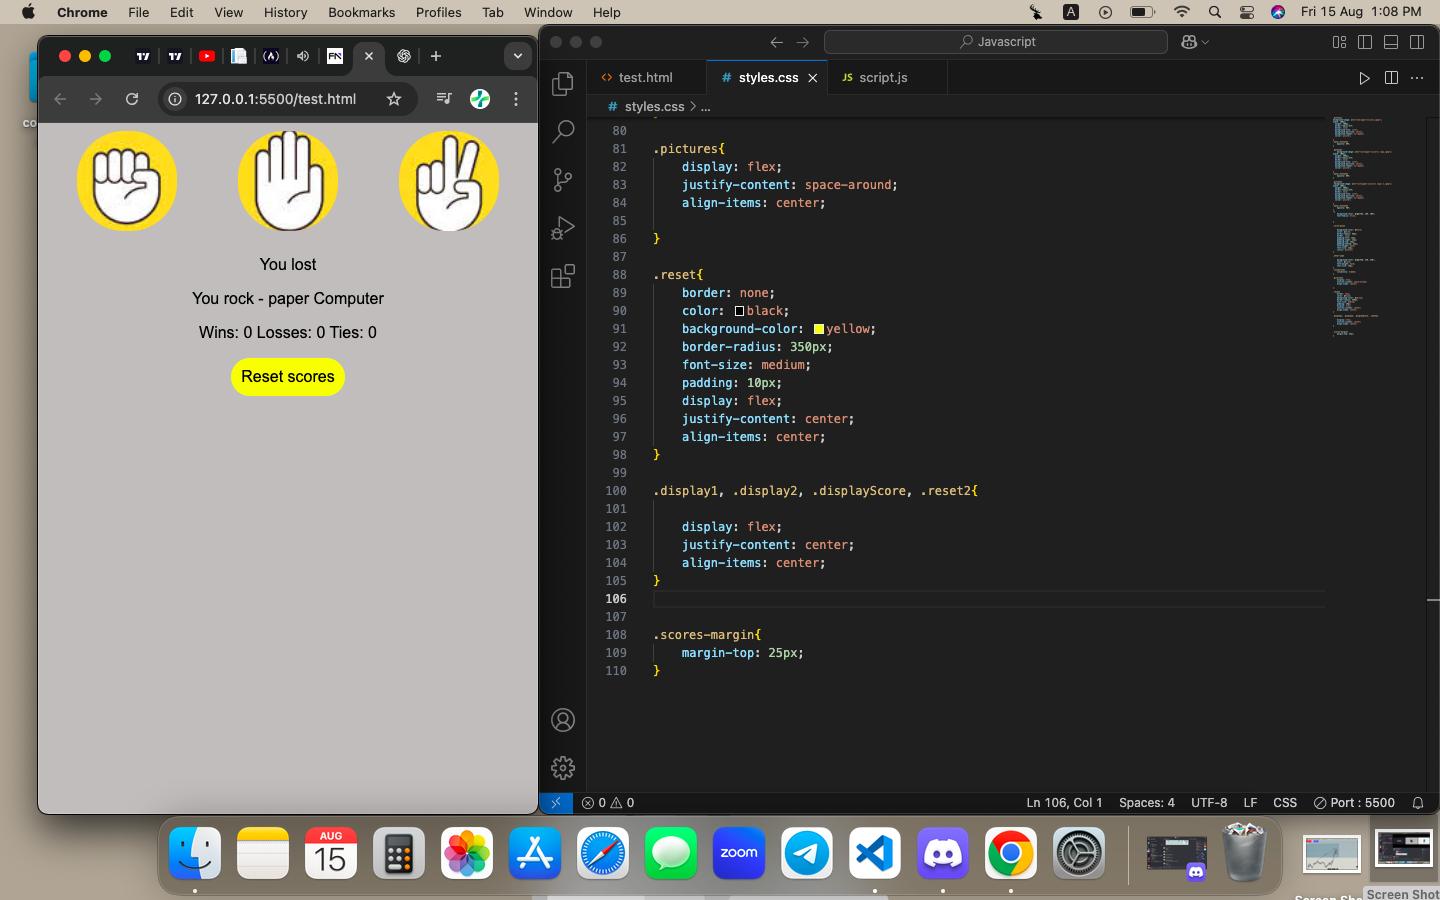 Chrome File Edit View History Bookmarks Profiles Tab Window Help A Fri 15 Aug 1:08 PM
127.0.0.1:5500/test.html
You lost
You rock - paper Computer
Wins: 0 Losses: 0 Ties: 0
Reset scores
Javascript
test.html # styles.css JS script.js
# styles.css > ...
80
81 .pictures{
82 display: flex;
83 justify-content: space-around;
84 align-items: center;
85
86 }
87
88 .reset{
89 border: none;
90 color: black;
91 background-color: yellow;
92 border-radius: 350px;
93 font-size: medium;
94 padding: 10px;
95 display: flex;
96 justify-content: center;
97 align-items: center;
98 }
99
100 .display1, .display2, .displayScore, .reset2{
101
102 display: flex;
103 justify-content: center;
104 align-items: center;
105 }
106
107
108 .scores-margin{
109 margin-top: 25px;
110 }
0 0 Ln 106, Col 1 Spaces: 4 UTF-8 LF CSS Port : 5500
AUG
15
zoom
Screen Shot